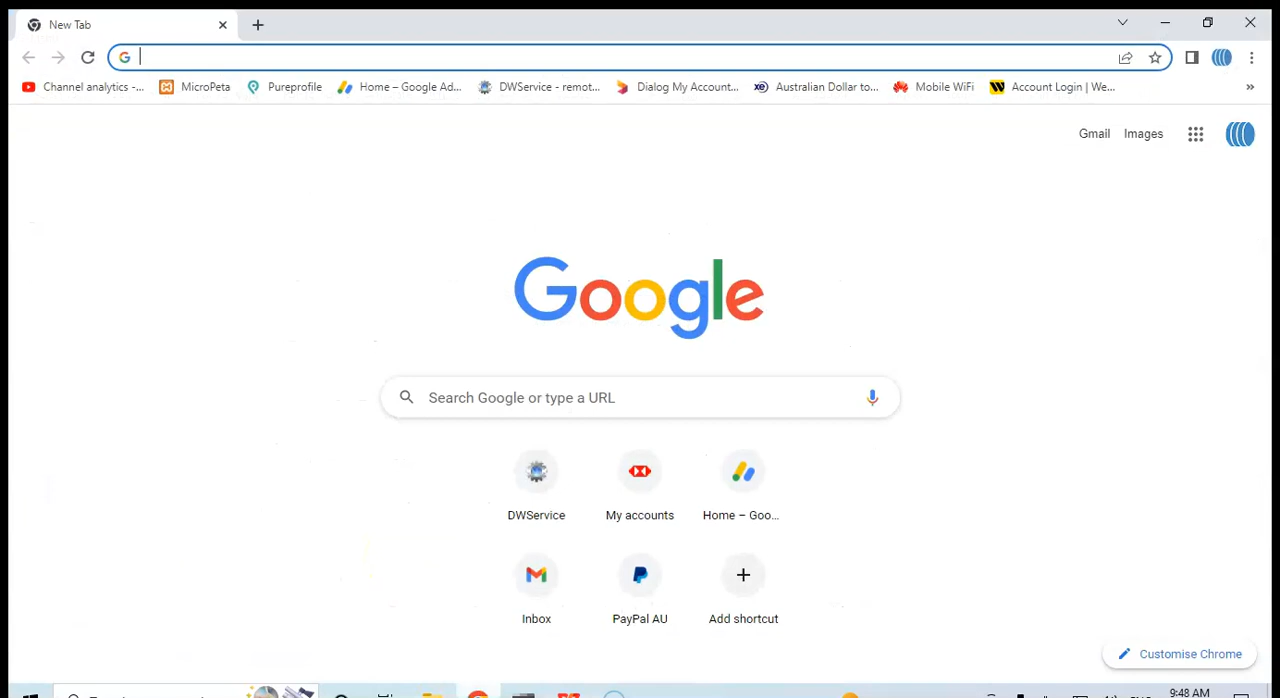 New Tab
Channel analytics -...
MicroPeta
Pureprofile
Home – Google Ad...
DWService - remot...
Dialog My Account...
Australian Dollar to...
Mobile WiFi
Account Login | We...
Gmail
Images
Google
Search Google or type a URL
DWService
My accounts
Home – Goo...
Inbox
PayPal AU
Add shortcut
Customise Chrome
9:48 AM